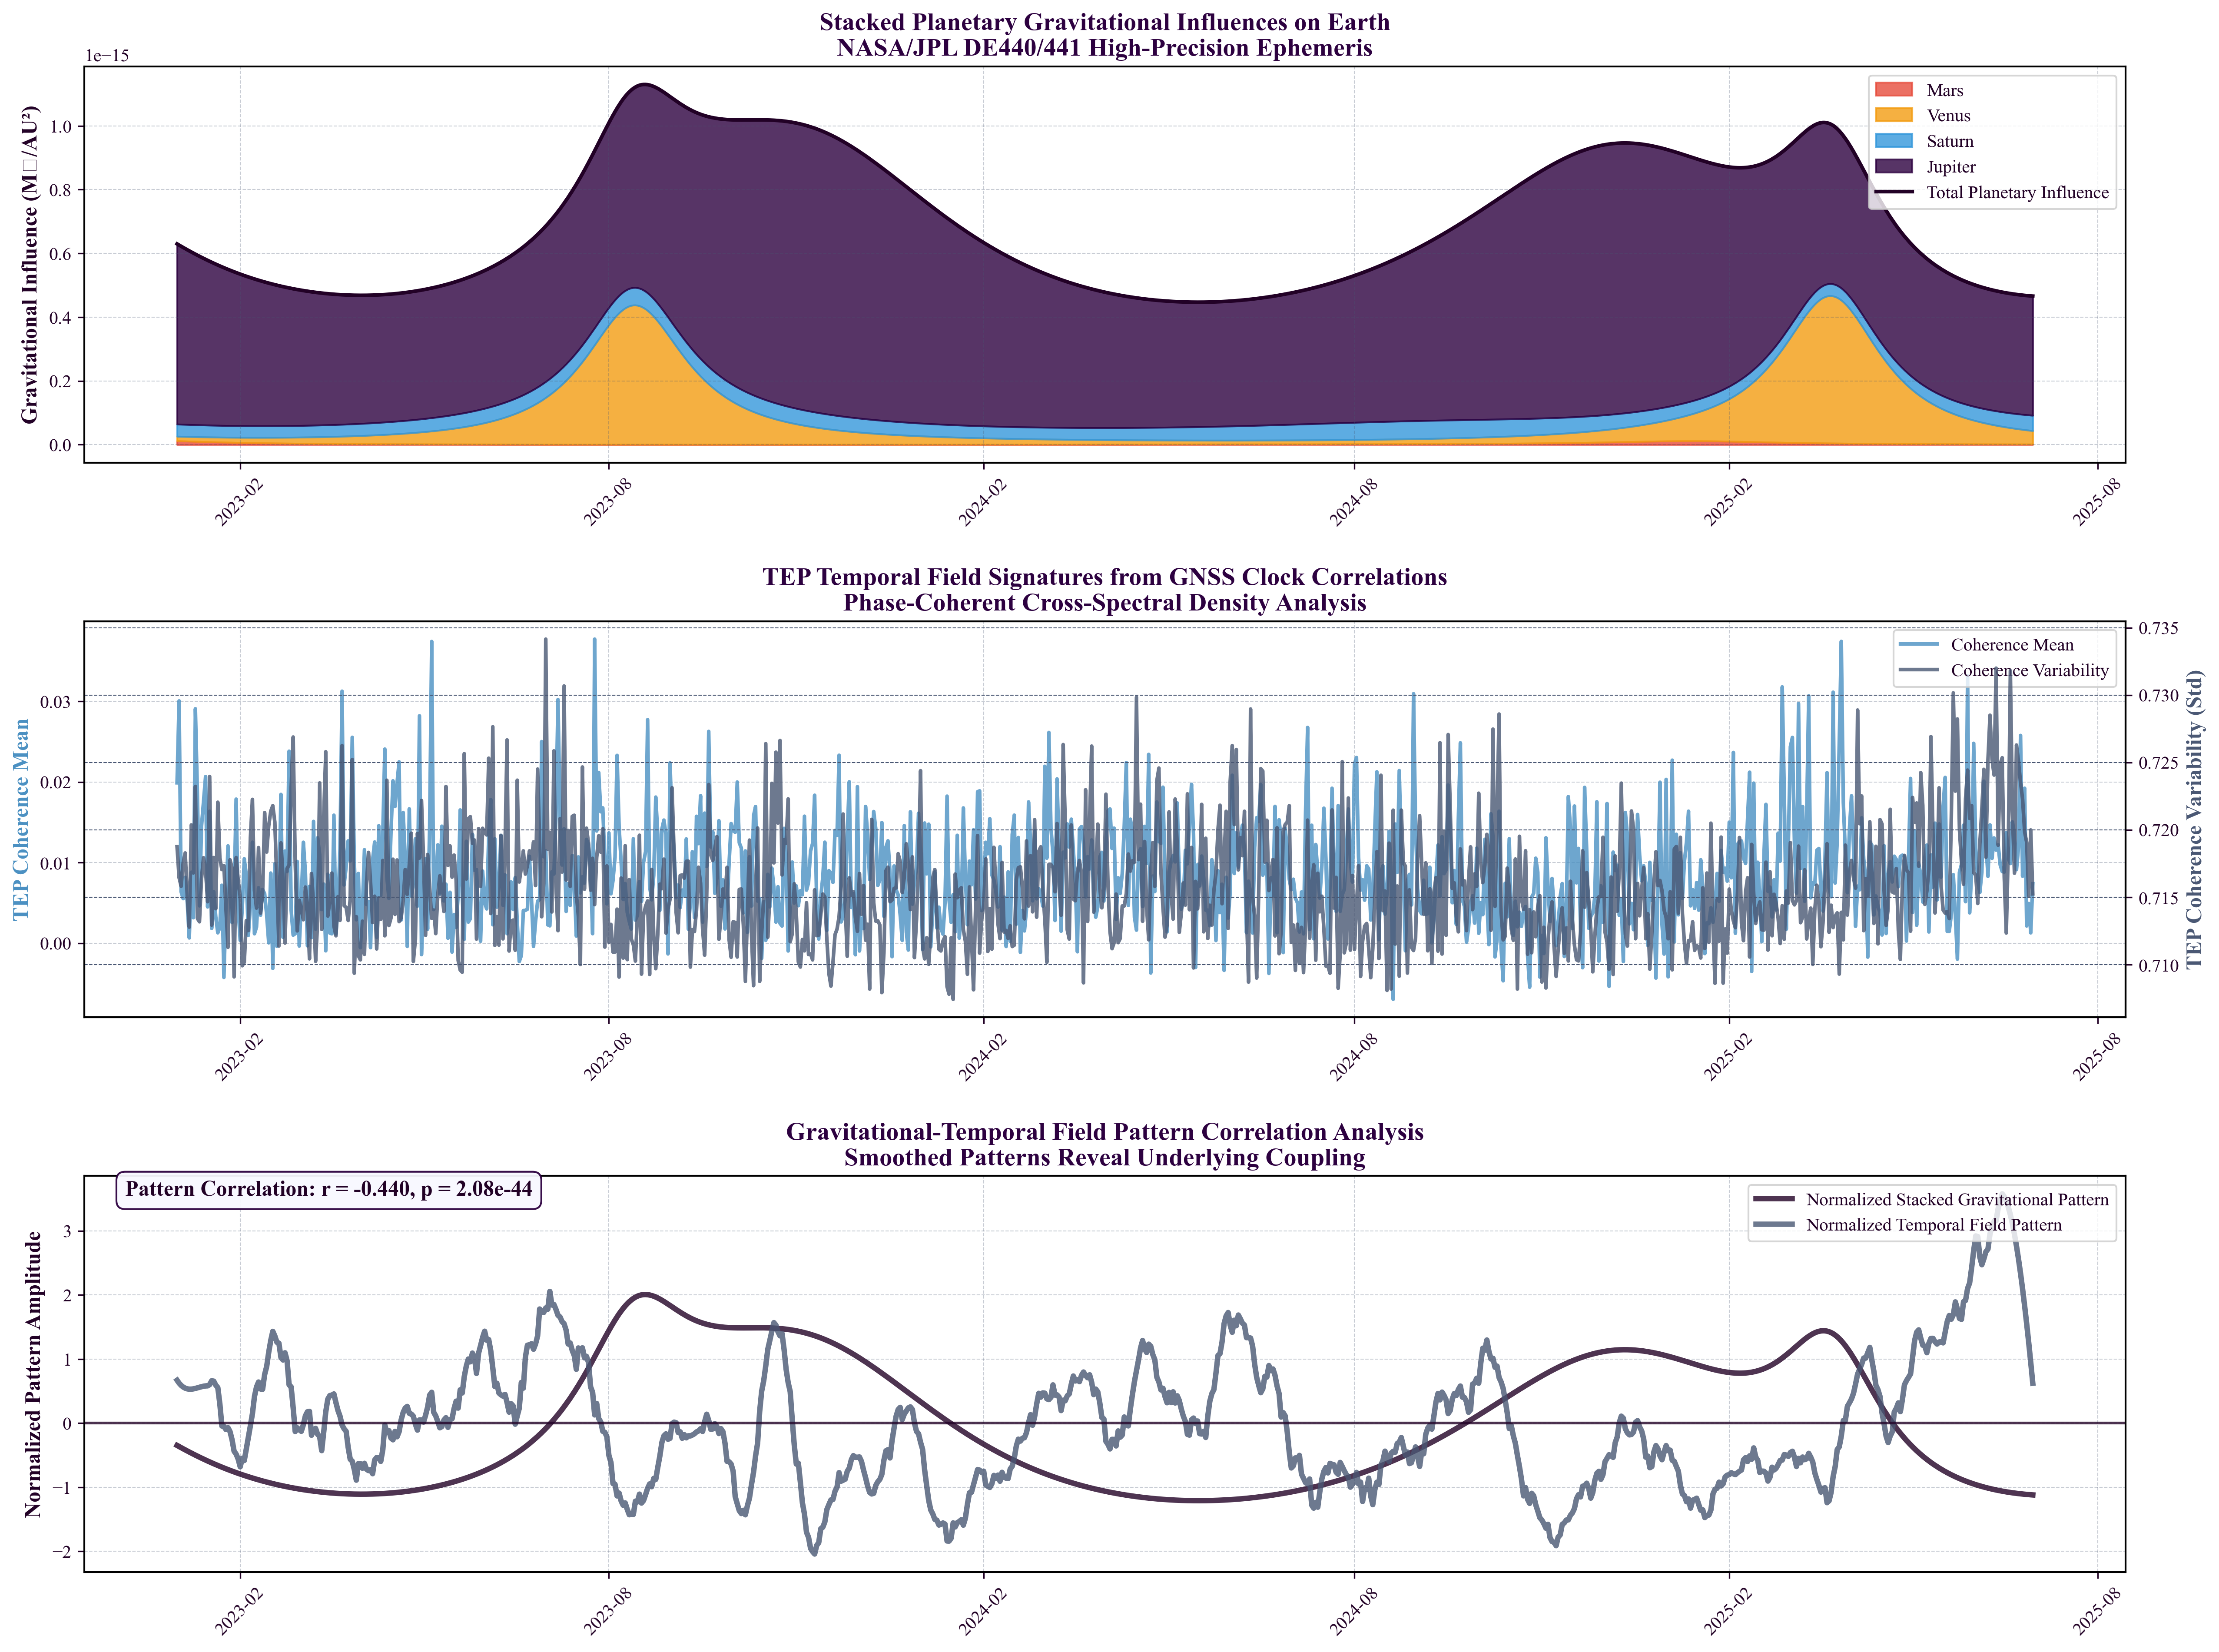 Stacked Planetary Gravitational Influences on Earth
NASA/JPL DE440/441 High-Precision Ephemeris
1e−15
Gravitational Influence (M□/AU²)
1.0
0.8
0.6
0.4
0.2
0.0
Mars
Venus
Saturn
Jupiter
Total Planetary Influence
2023-02
2023-08
2024-02
2024-08
2025-02
2025-08
TEP Temporal Field Signatures from GNSS Clock Correlations
Phase-Coherent Cross-Spectral Density Analysis
TEP Coherence Mean
0.03
0.02
0.01
0.00
Coherence Mean
Coherence Variability
0.735
0.730
0.725
0.720
0.715
0.710
TEP Coherence Variability (Std)
2023-02
2023-08
2024-02
2024-08
2025-02
2025-08
Gravitational-Temporal Field Pattern Correlation Analysis
Smoothed Patterns Reveal Underlying Coupling
Pattern Correlation: r = -0.440, p = 2.08e-44
Normalized Pattern Amplitude
3
2
1
0
−1
−2
Normalized Stacked Gravitational Pattern
Normalized Temporal Field Pattern
2023-02
2023-08
2024-02
2024-08
2025-02
2025-08